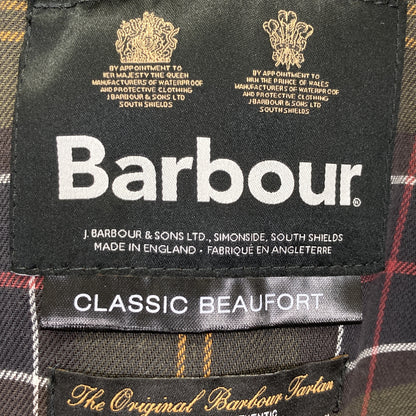 BY APPOINTMENT TO
HER MAJESTY THE QUEEN
MANUFACTURERS OF WATERPROOF
AND PROTECTIVE CLOTHING
J BARBOUR & SONS LTD
SOUTH SHIELDS
BY APPOINTMENT TO
HRH THE PRINCE OF WALES
MANUFACTURERS OF WATERPROOF
AND PROTECTIVE CLOTHING
J BARBOUR & SONS LTD
SOUTH SHIELDS
Barbour®
J. BARBOUR & SONS LTD., SIMONSIDE, SOUTH SHIELDS
MADE IN ENGLAND - FABRIQUÉ EN ANGLETERRE
CLASSIC BEAUFORT
The Original Barbour Tartan